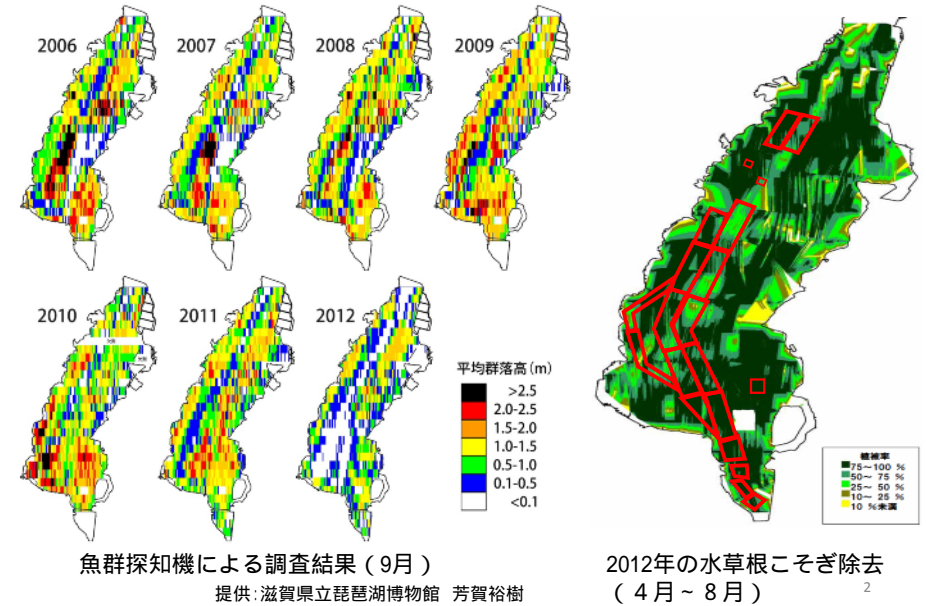 2006
2007
2008
2009
2010
2011
2012
平均群落高(m)
>2.5
2.0-2.5
1.5-2.0
1.0-1.5
0.5-1.0
0.1-0.5
<0.1
植被率
75～100 %
50～ 75 %
25～ 50 %
10～ 25 %
10 %未満
魚群探知機による調査結果(9月)
提供:滋賀県立琵琶湖博物館 芳賀裕樹
2012年の水草根こそぎ除去
(4月~8月)
2